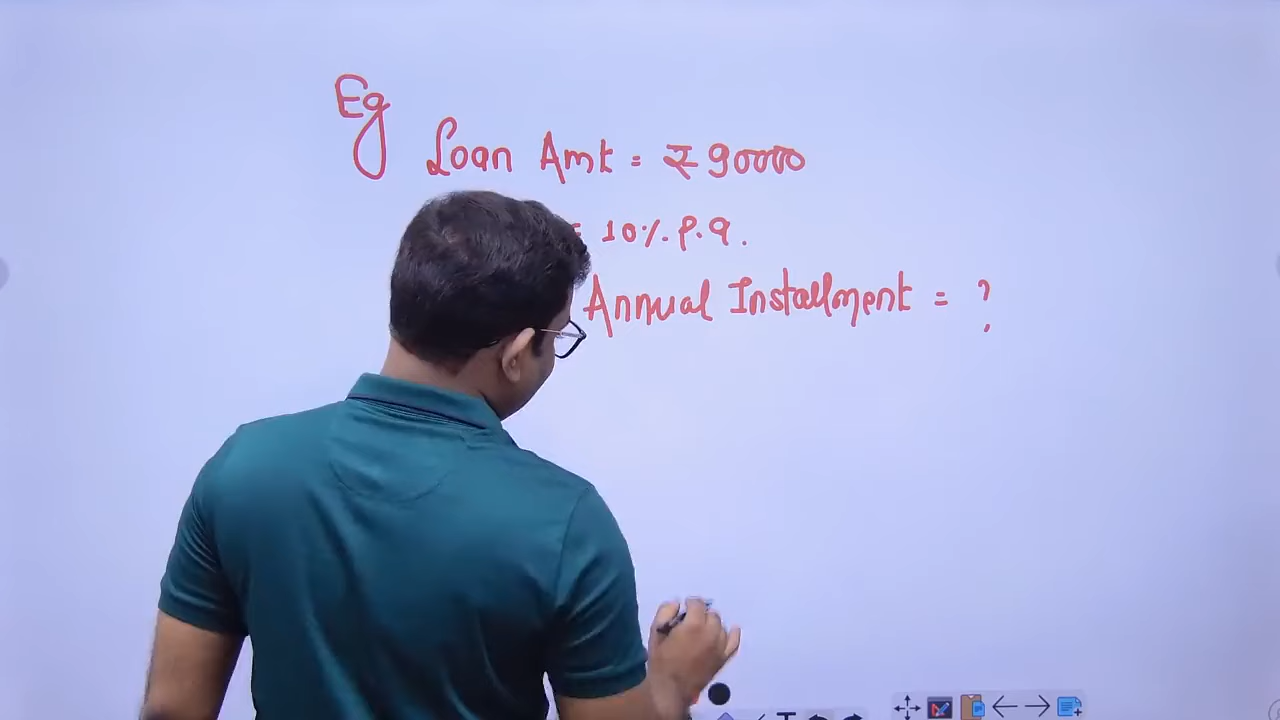 Eg
Loan Amt = ₹90000
= 10% p.a.
Annual Installment = ?